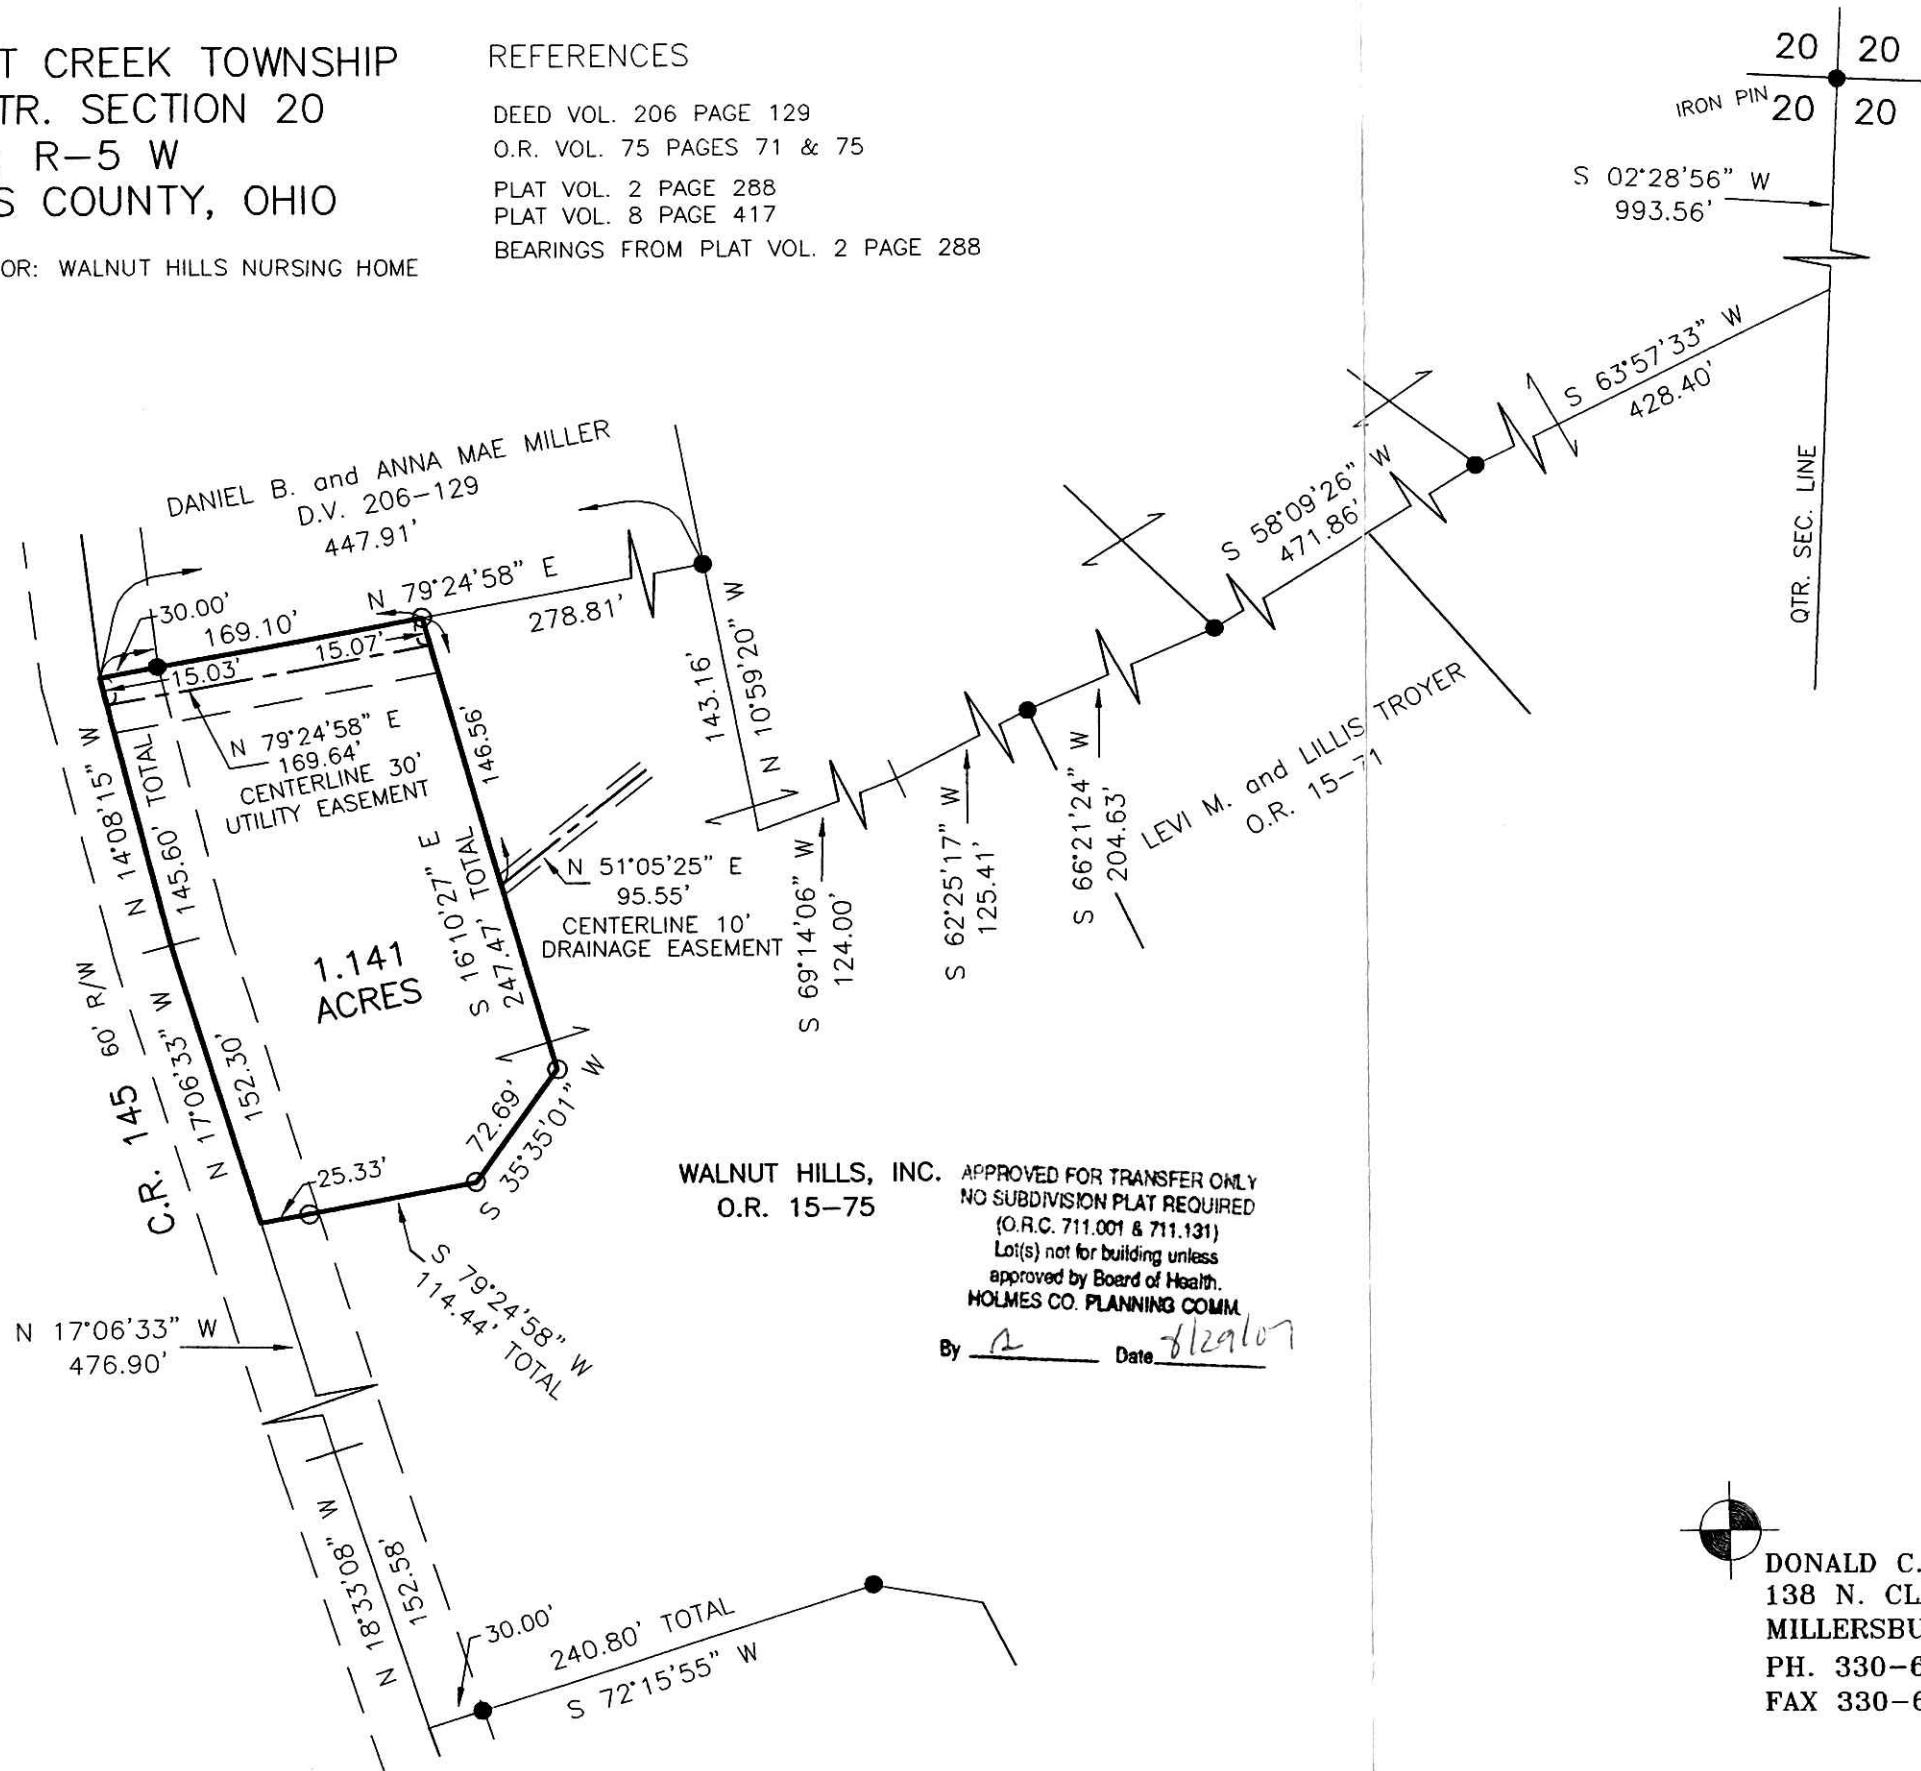 T CREEK TOWNSHIP
TR. SECTION 20
R-5 W
S COUNTY, OHIO
OR: WALNUT HILLS NURSING HOME
REFERENCES
DEED VOL. 206 PAGE 129
O.R. VOL. 75 PAGES 71 & 75
PLAT VOL. 2 PAGE 288
PLAT VOL. 8 PAGE 417
BEARINGS FROM PLAT VOL. 2 PAGE 288
20 20
IRON PIN 20 20
S 02°28'56" W
993.56'
S 63°57'33" W
428.40'
QTR. SEC. LINE
S 58°09'26" W
471.86'
DANIEL B. and ANNA MAE MILLER
D.V. 206-129
447.91'
N 79°24'58" E
278.81'
30.00'
169.10'
15.07'
15.03'
143.16'
N 10°59'20" W
N 79°24'58" E
169.64'
CENTERLINE 30'
UTILITY EASEMENT
N 14°08'15" W
145.60' TOTAL
146.56'
S 16°10'27" E
247.47' TOTAL
N 51°05'25" E
95.55'
CENTERLINE 10'
DRAINAGE EASEMENT
S 69°14'06" W
124.00'
S 62°25'17" W
125.41'
S 66°21'24" W
204.63'
LEVI M. and LILLIS TROYER
O.R. 15-71
1.141
ACRES
C.R. 145 60' R/W
N 17°06'33" W
152.30'
72.69'
S 35°35'01" W
25.33'
S 79°24'58" W
114.44' TOTAL
WALNUT HILLS, INC.
O.R. 15-75
APPROVED FOR TRANSFER ONLY
NO SUBDIVISION PLAT REQUIRED
(O.R.C. 711.001 & 711.131)
Lot(s) not for building unless
approved by Board of Health.
HOLMES CO. PLANNING COMM.
By Date 8/29/07
N 17°06'33" W
476.90'
N 18°33'08" W
152.58'
30.00'
240.80' TOTAL
S 72°15'55" W
DONALD C.
138 N. CL
MILLERSBU
PH. 330-6
FAX 330-6